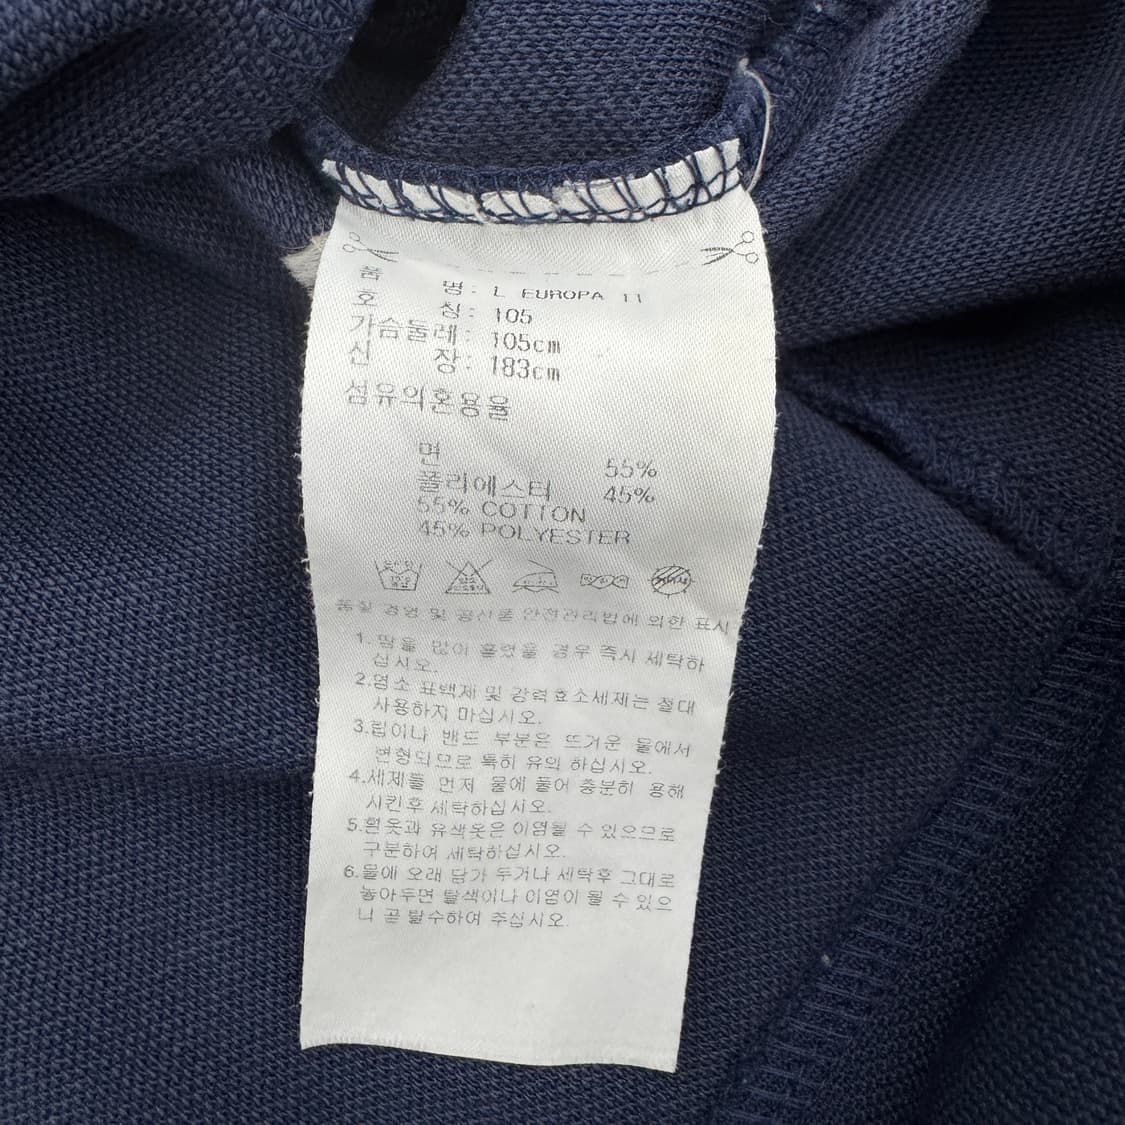 품 명: L EUROPA 11
호 칭: 105
가슴둘레: 105cm
신 장: 183cm
섬유의혼용율
면 55%
폴리에스터 45%
55% COTTON
45% POLYESTER
품질 경영 및 공산품 안전관리법에 의한 표시
1.땀을 많이 흘렸을 경우 즉시 세탁하
십시오.
2.염소 표백제 및 강력효소세제는 절대
사용하지 마십시오.
3.립이나 밴드 부분은 뜨거운 물에서
변형되므로 특히 유의 하십시오.
4.세제를 먼저 물에 풀어 충분히 용해
시킨후 세탁하십시오.
5.흰옷과 유색옷은 이염될 수 있으므로
구분하여 세탁하십시오.
6.물에 오래 담가 두거나 세탁후 그대로
놓아두면 탈색이나 이염이 될 수 있으
니 곧 탈수하여 주십시오